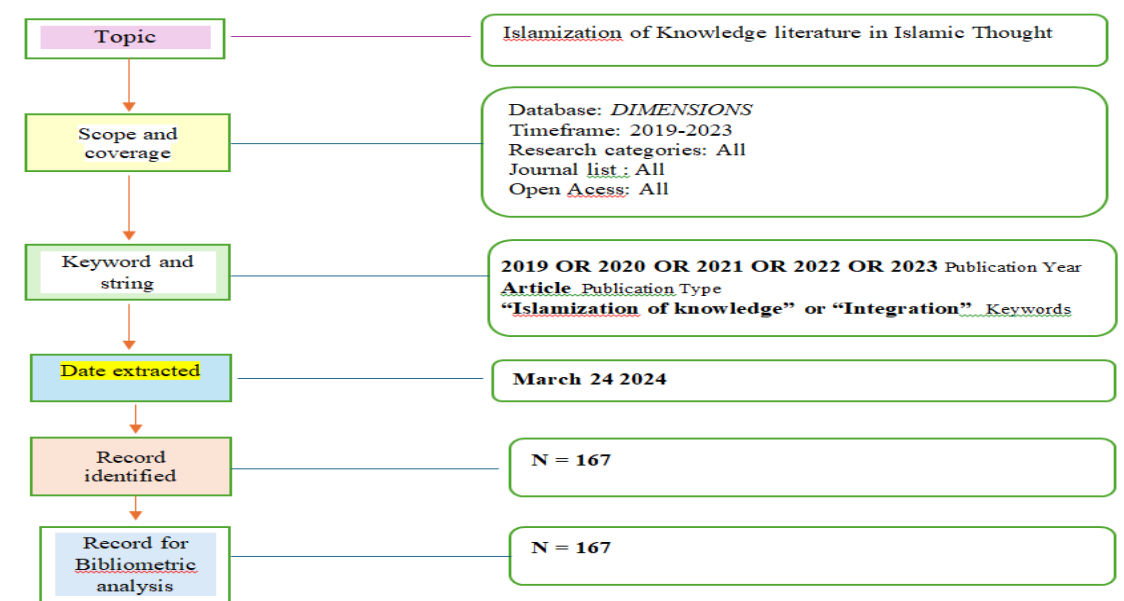 Topic
Islamization of Knowledge literature in Islamic Thought
Scope and
coverage
Database: DIMENSIONS
Timeframe: 2019-2023
Research categories: All
Journal list : All
Open Acess: All
Keyword and
string
2019 OR 2020 OR 2021 OR 2022 OR 2023 Publication Year
Article Publication Type
“Islamization of knowledge” or “Integration” Keywords
Date extracted
March 24 2024
Record
identified
N = 167
Record for
Bibliometric
analysis
N = 167